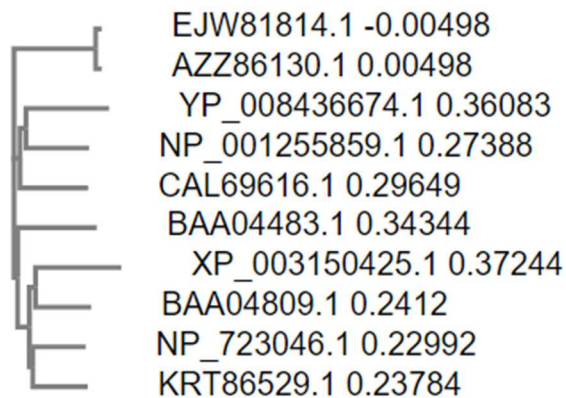 EJW81814.1 -0.00498
AZZ86130.1 0.00498
YP_008436674.1 0.36083
NP_001255859.1 0.27388
CAL69616.1 0.29649
BAA04483.1 0.34344
XP_003150425.1 0.37244
BAA04809.1 0.2412
NP_723046.1 0.22992
KRT86529.1 0.23784